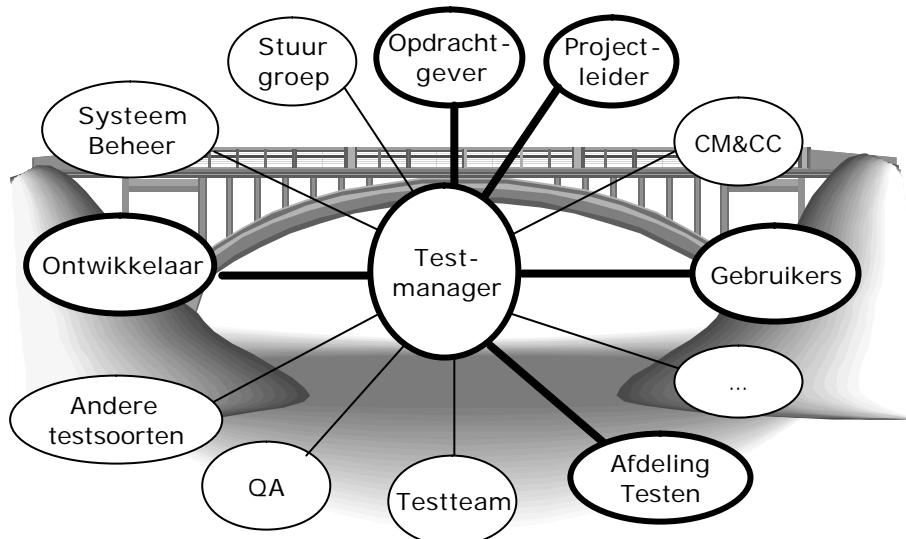 Stuur
groep
Opdracht-
gever
Project-
leider
Systeem
Beheer
CM&CC
Ontwikkelaar
Test-
manager
Gebruikers
...
Andere
testsoorten
QA
Testteam
Afdeling
Testen